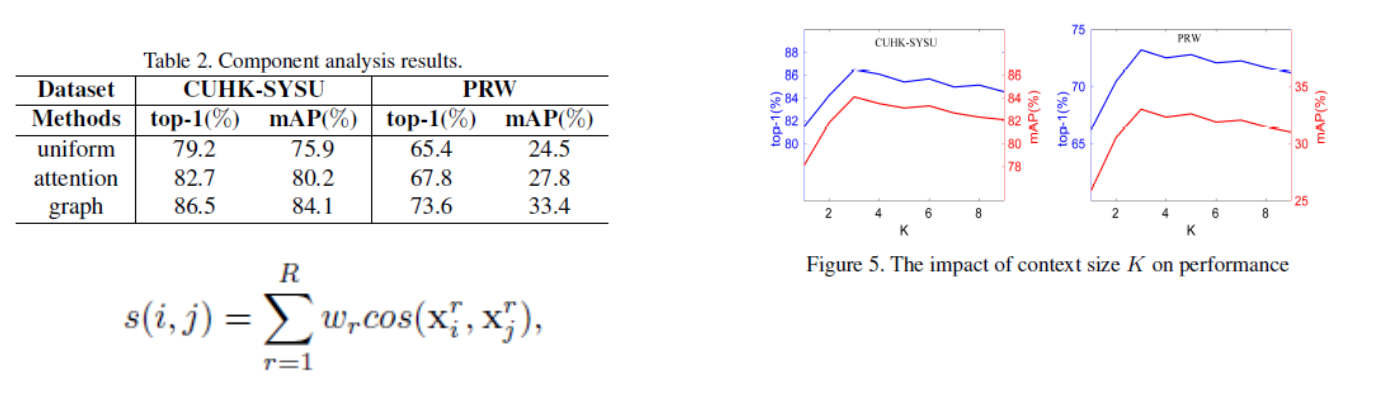 Table 2. Component analysis results.
Dataset CUHK-SYSU PRW
Methods top-1(%) mAP(%) top-1(%) mAP(%)
uniform 79.2 75.9 65.4 24.5
attention 82.7 80.2 67.8 27.8
graph 86.5 84.1 73.6 33.4
s(i, j) = \sum_{r=1}^{R} w_r cos(x_i^r, x_j^r),
CUHK-SYSU
top-1(%)
88
86
84
82
80
86
84
82
80
78
mAP(%)
2 4 6 8
K
PRW
top-1(%)
75
70
65
35
30
25
mAP(%)
2 4 6 8
K
Figure 5. The impact of context size K on performance